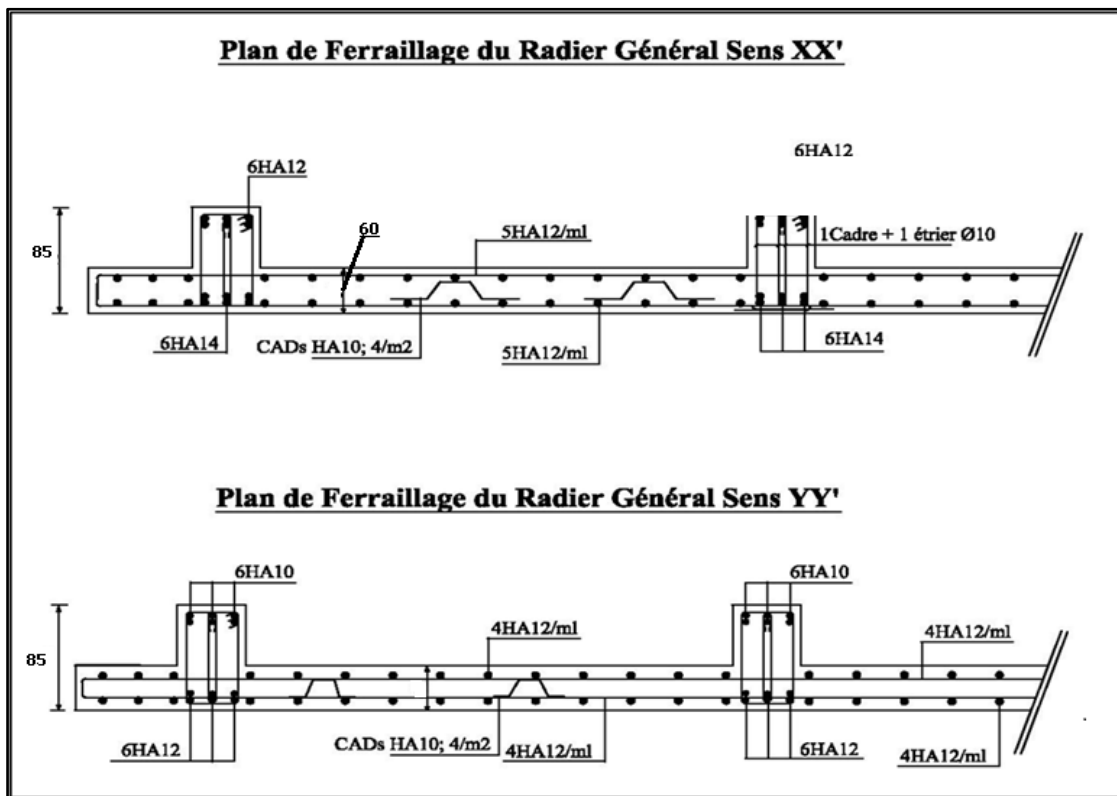 Plan de Ferraillage du Radier Général Sens XX'
6HA12
6HA12
85
60
5HA12/ml
1Cadre + 1 étrier Ø10
6HA14
CADs HA10; 4/m2
5HA12/ml
6HA14
Plan de Ferraillage du Radier Général Sens YY'
6HA10
6HA10
85
4HA12/ml
4HA12/ml
6HA12
CADs HA10; 4/m2
4HA12/ml
6HA12
4HA12/ml